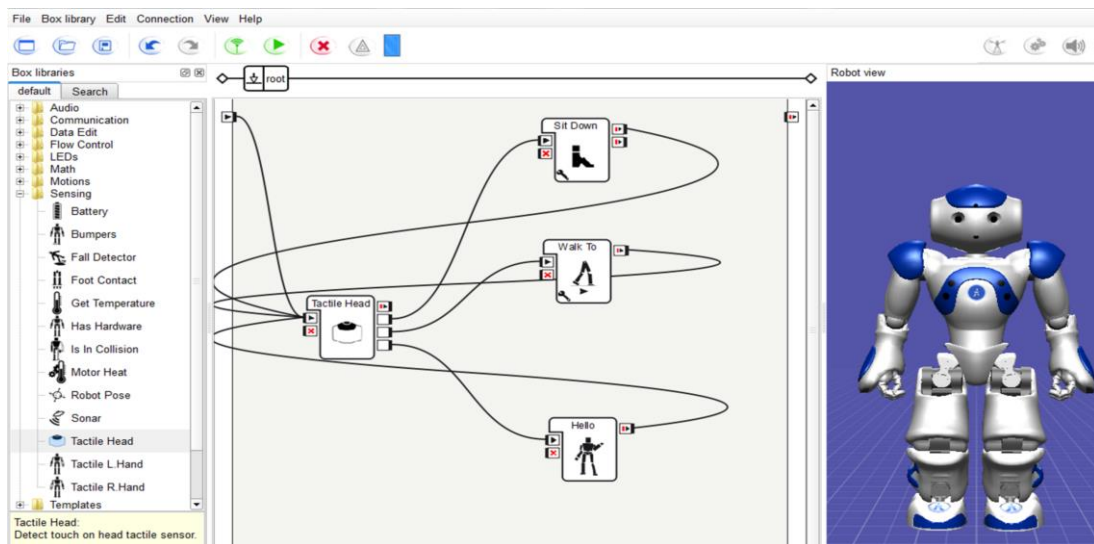 File Box library Edit Connection View Help
Box libraries
default Search
Audio
Communication
Data Edit
Flow Control
LEDs
Math
Motions
Sensing
Battery
Bumpers
Fall Detector
Foot Contact
Get Temperature
Has Hardware
Is In Collision
Motor Heat
Robot Pose
Sonar
Tactile Head
Tactile L.Hand
Tactile R.Hand
Templates
Tactile Head:
Detect touch on head tactile sensor.
root
Sit Down
Walk To
Tactile Head
Hello
Robot view